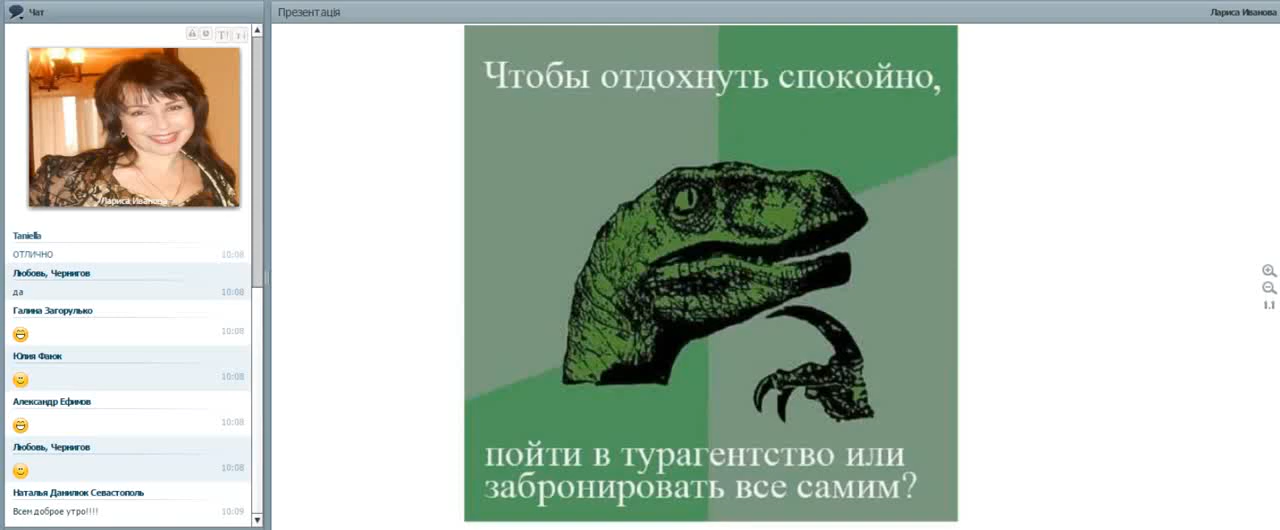 Чат
Презентація
Лариса Иванова
Лариса Иванова
Taniella
отлично 10:08
Любовь, Чернигов
да 10:08
Галина Загорулько
10:08
Юлия Фаюк
10:08
Александр Ефимов
10:08
Любовь, Чернигов
10:08
Наталья Данилюк Севастополь
Всем доброе утро!!!! 10:09
Чтобы отдохнуть спокойно,
пойти в турагентство или
забронировать все самим?
1:1